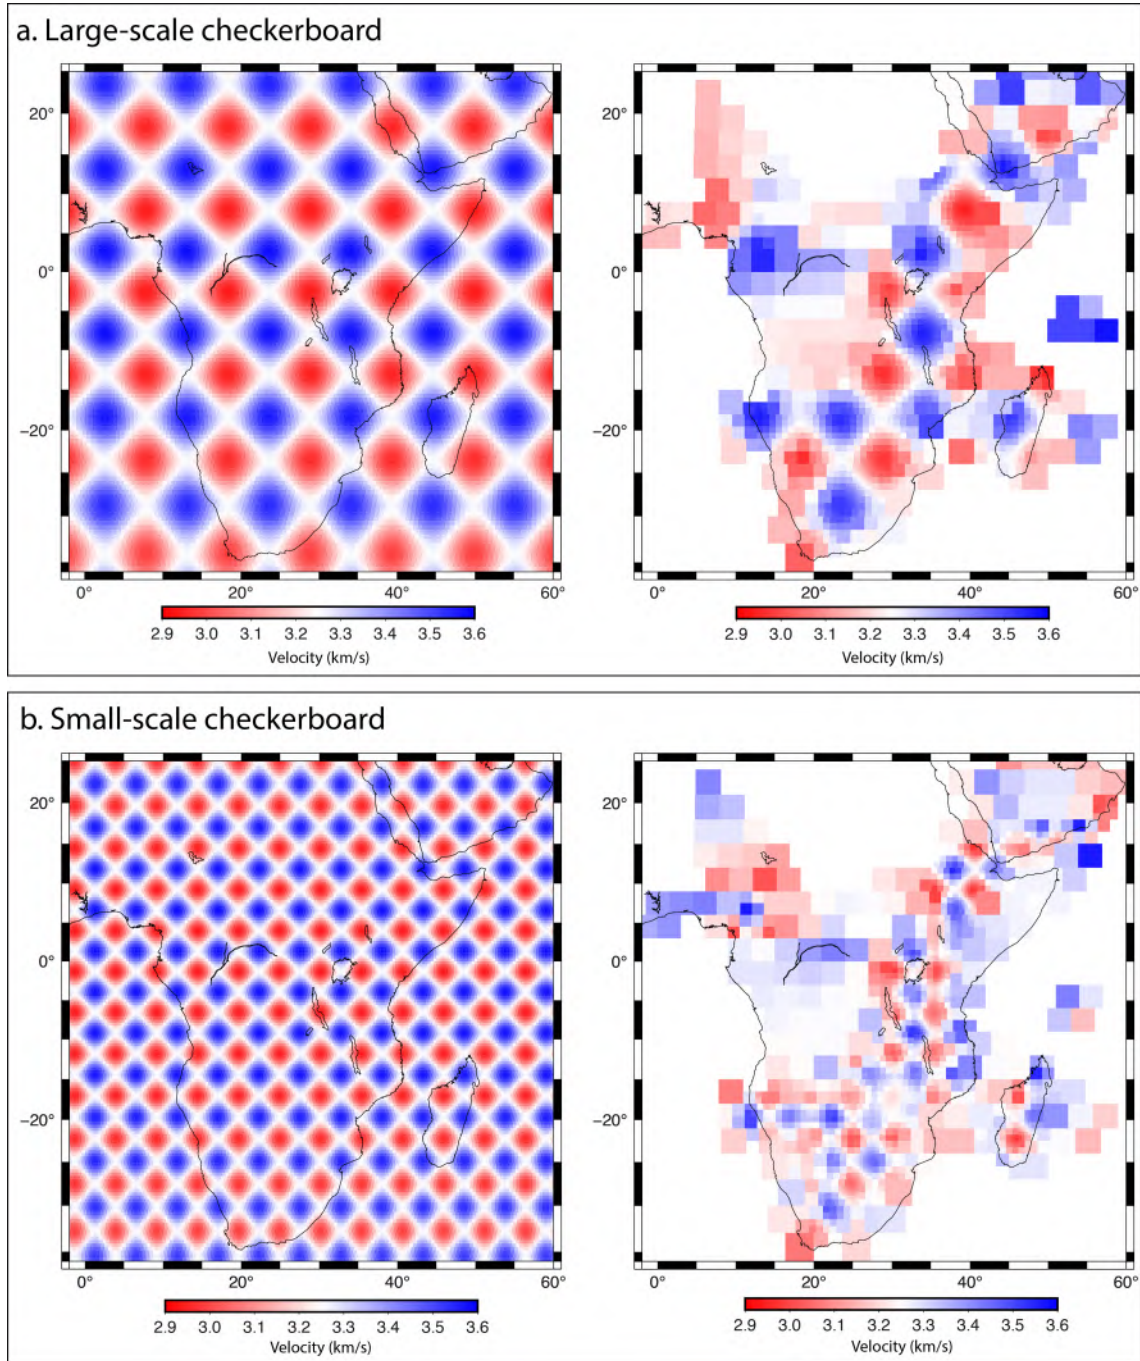 a. Large-scale checkerboard
20° 20°
0° 0°
−20° −20°
0° 20° 40° 60° 0° 20° 40° 60°
2.9 3.0 3.1 3.2 3.3 3.4 3.5 3.6 2.9 3.0 3.1 3.2 3.3 3.4 3.5 3.6
Velocity (km/s) Velocity (km/s)
b. Small-scale checkerboard
20° 20°
0° 0°
−20° −20°
0° 20° 40° 60° 0° 20° 40° 60°
2.9 3.0 3.1 3.2 3.3 3.4 3.5 3.6 2.9 3.0 3.1 3.2 3.3 3.4 3.5 3.6
Velocity (km/s) Velocity (km/s)